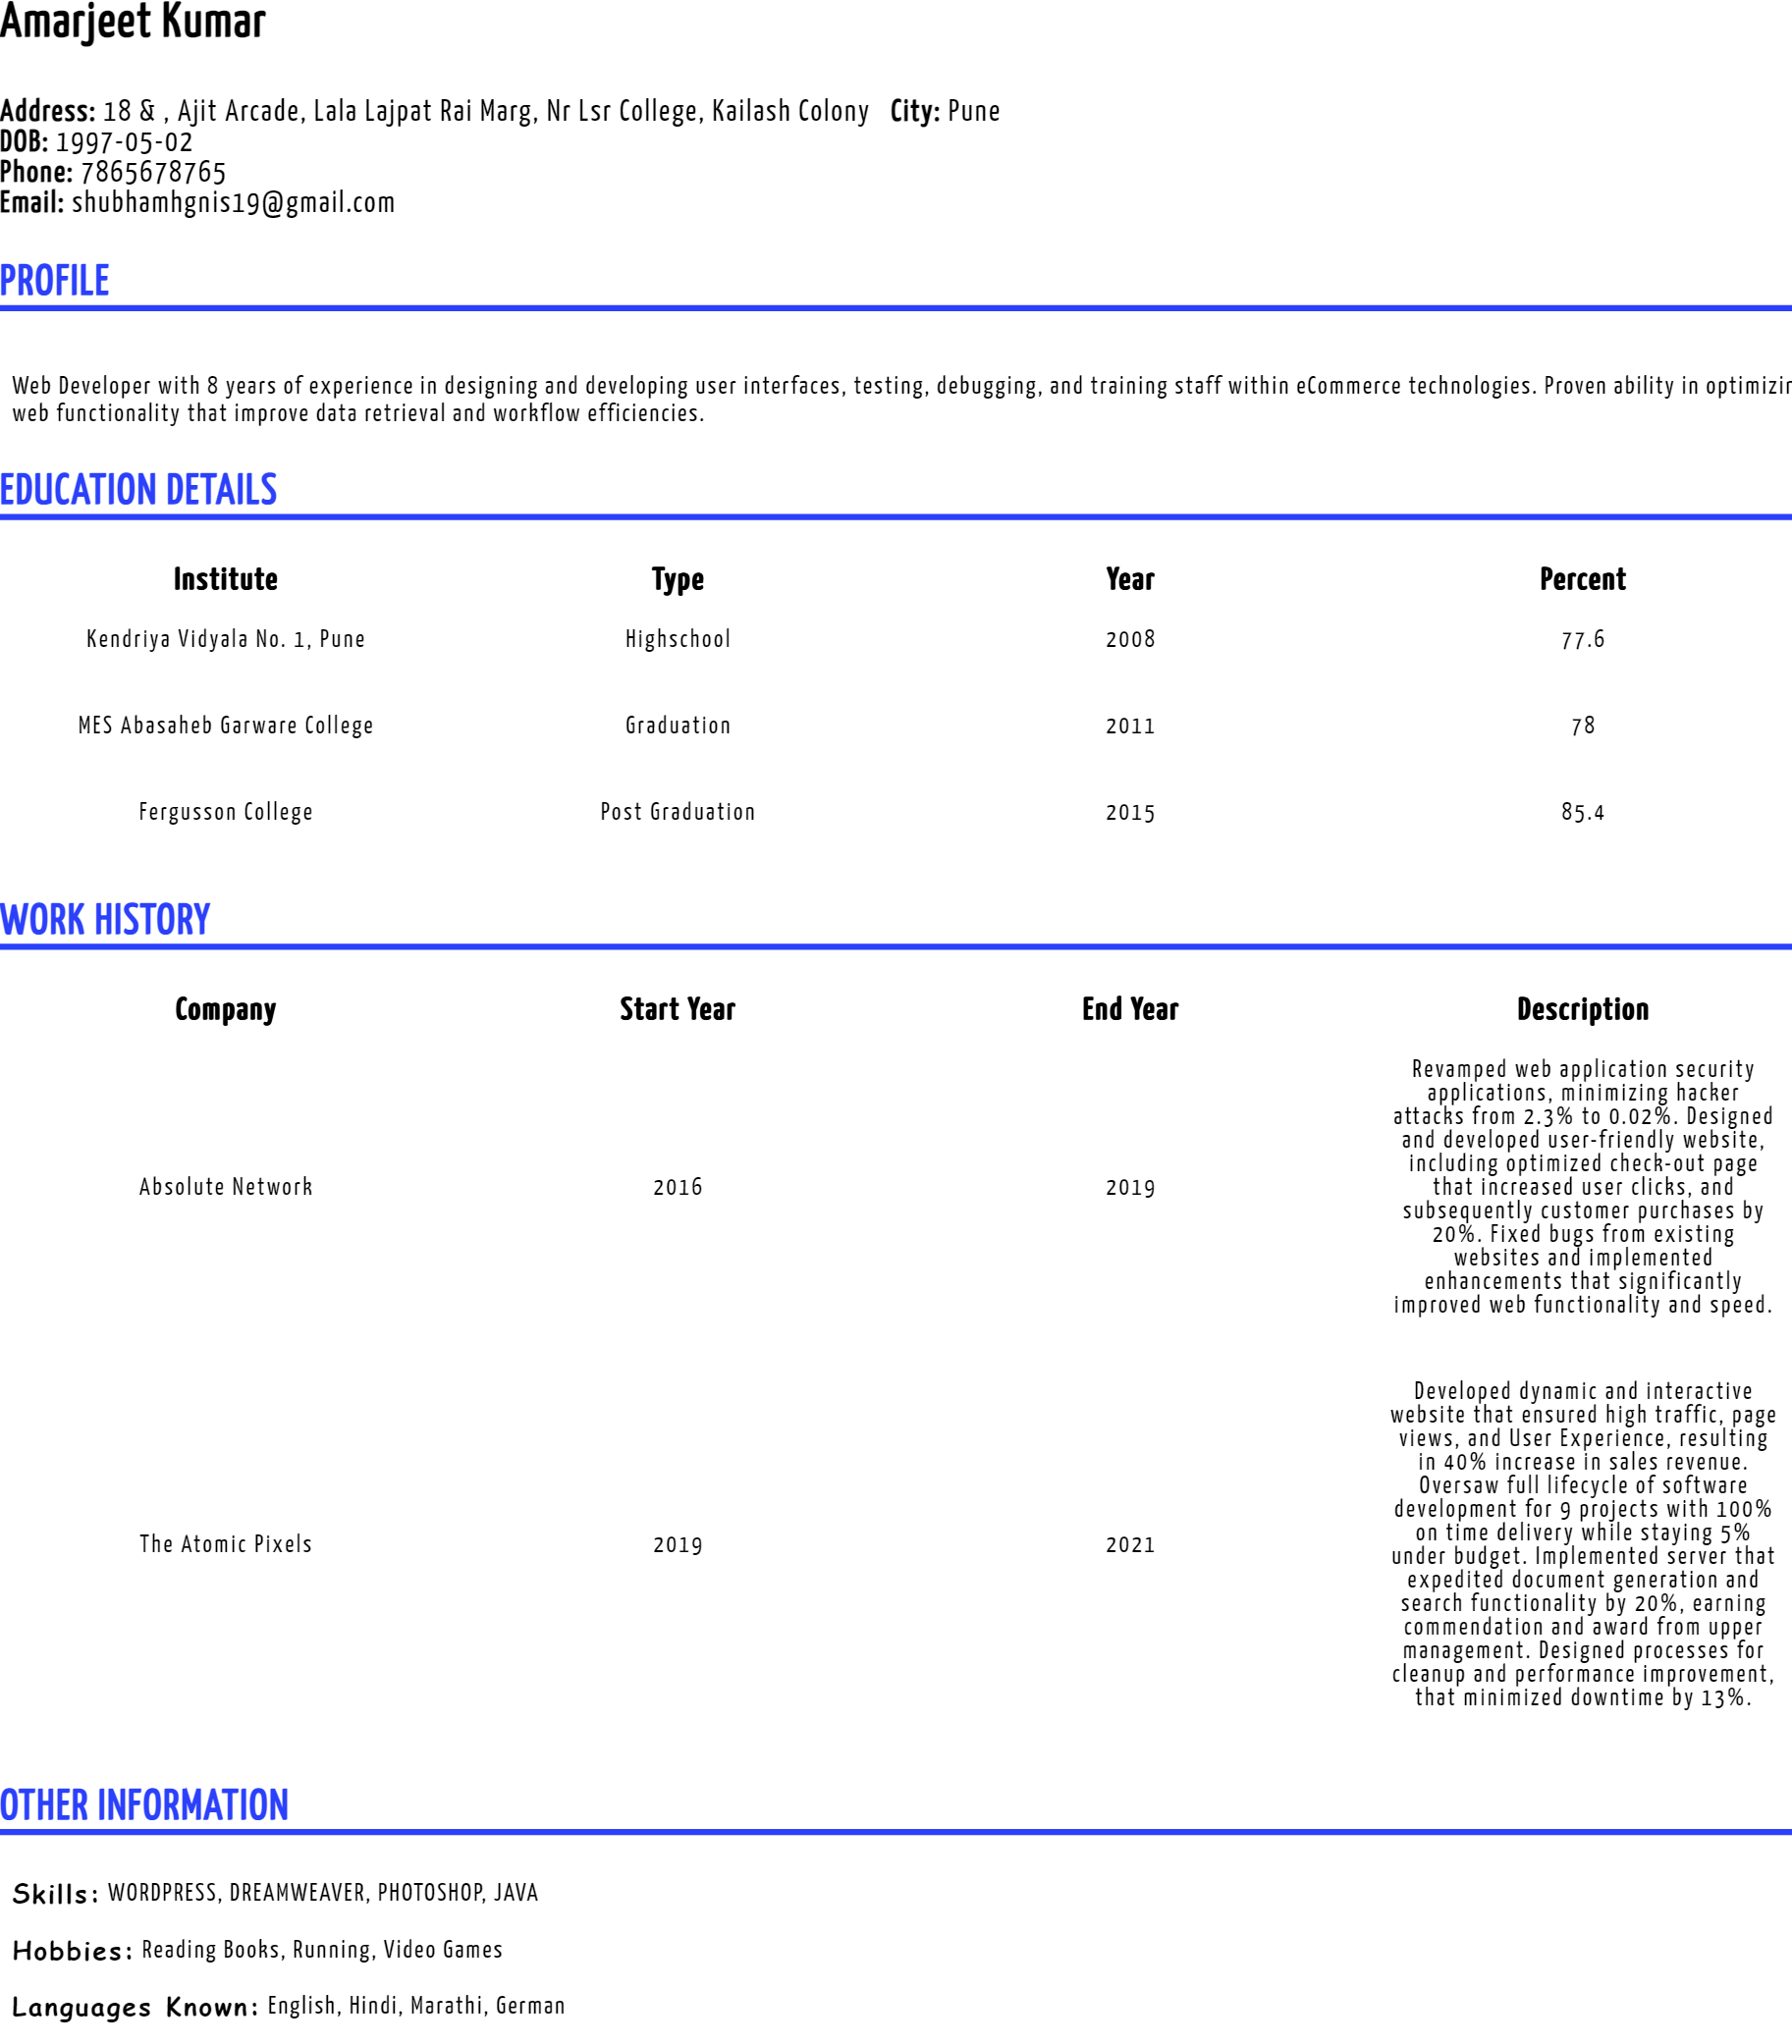 Amarjeet Kumar
Address: 18 & , Ajit Arcade, Lala Lajpat Rai Marg, Nr Lsr College, Kailash Colony City: Pune
DOB: 1997-05-02
Phone: 7865678765
Email: shubhamhgnis19@gmail.com
PROFILE
Web Developer with 8 years of experience in designing and developing user interfaces, testing, debugging, and training staff within eCommerce technologies. Proven ability in optimizin
web functionality that improve data retrieval and workflow efficiencies.
EDUCATION DETAILS
Institute Type Year Percent
Kendriya Vidyala No. 1, Pune Highschool 2008 77.6
MES Abasaheb Garware College Graduation 2011 78
Fergusson College Post Graduation 2015 85.4
WORK HISTORY
Company Start Year End Year Description
Absolute Network 2016 2019
Revamped web application security
applications, minimizing hacker
attacks from 2.3% to 0.02%. Designed
and developed user-friendly website,
including optimized check-out page
that increased user clicks, and
subsequently customer purchases by
20%. Fixed bugs from existing
websites and implemented
enhancements that significantly
improved web functionality and speed.
The Atomic Pixels 2019 2021
Developed dynamic and interactive
website that ensured high traffic, page
views, and User Experience, resulting
in 40% increase in sales revenue.
Oversaw full lifecycle of software
development for 9 projects with 100%
on time delivery while staying 5%
under budget. Implemented server that
expedited document generation and
search functionality by 20%, earning
commendation and award from upper
management. Designed processes for
cleanup and performance improvement,
that minimized downtime by 13%.
OTHER INFORMATION
Skills: WORDPRESS, DREAMWEAVER, PHOTOSHOP, JAVA
Hobbies: Reading Books, Running, Video Games
Languages Known: English, Hindi, Marathi, German